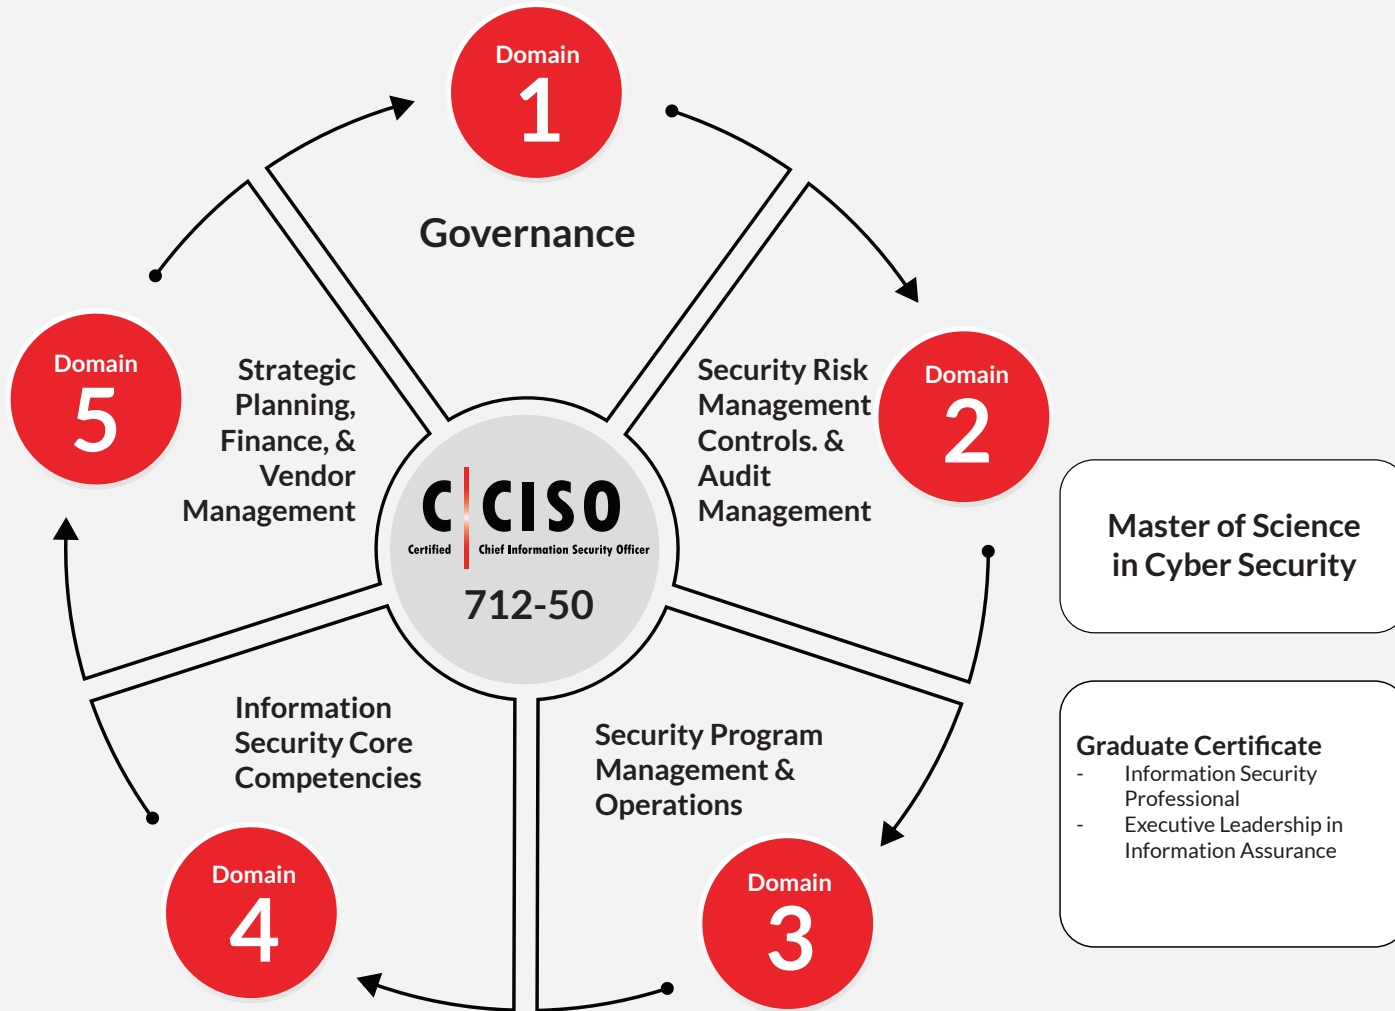 Domain
1
Governance
Domain
2
Security Risk
Management
Controls. &
Audit
Management
Domain
3
Security Program
Management &
Operations
Domain
4
Information
Security Core
Competencies
Domain
5
Strategic
Planning,
Finance, &
Vendor
Management
C CISO
Certified Chief Information Security Officer
712-50
Master of Science
in Cyber Security
Graduate Certificate
- Information Security
Professional
- Executive Leadership in
Information Assurance